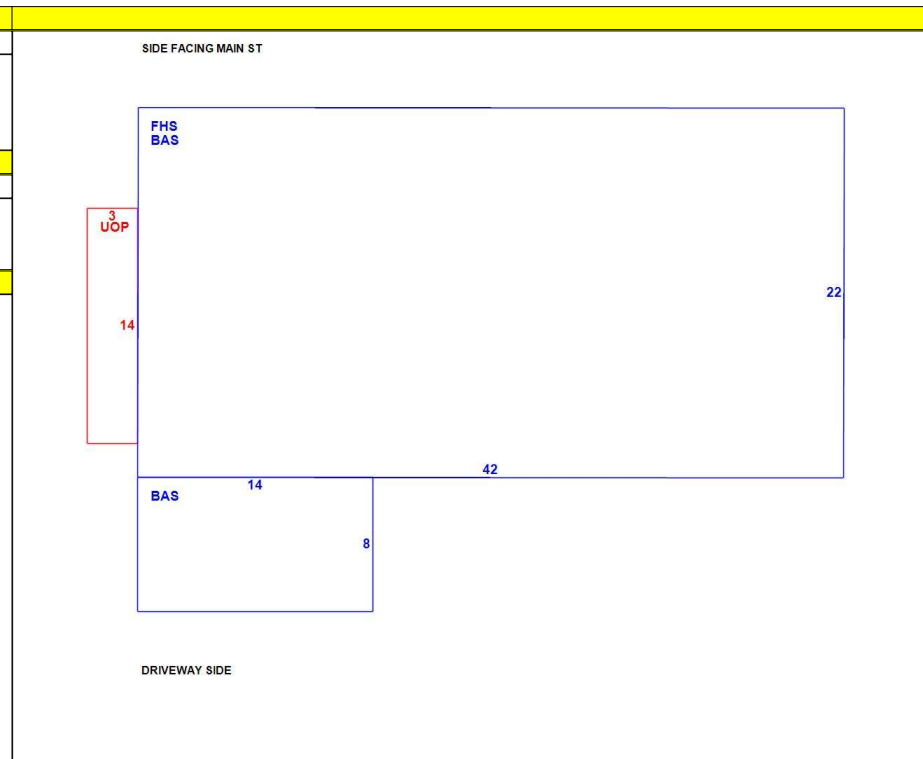 SIDE FACING MAIN ST
FHS
BAS
3
UOP
22
14
42
14
BAS
8
DRIVEWAY SIDE